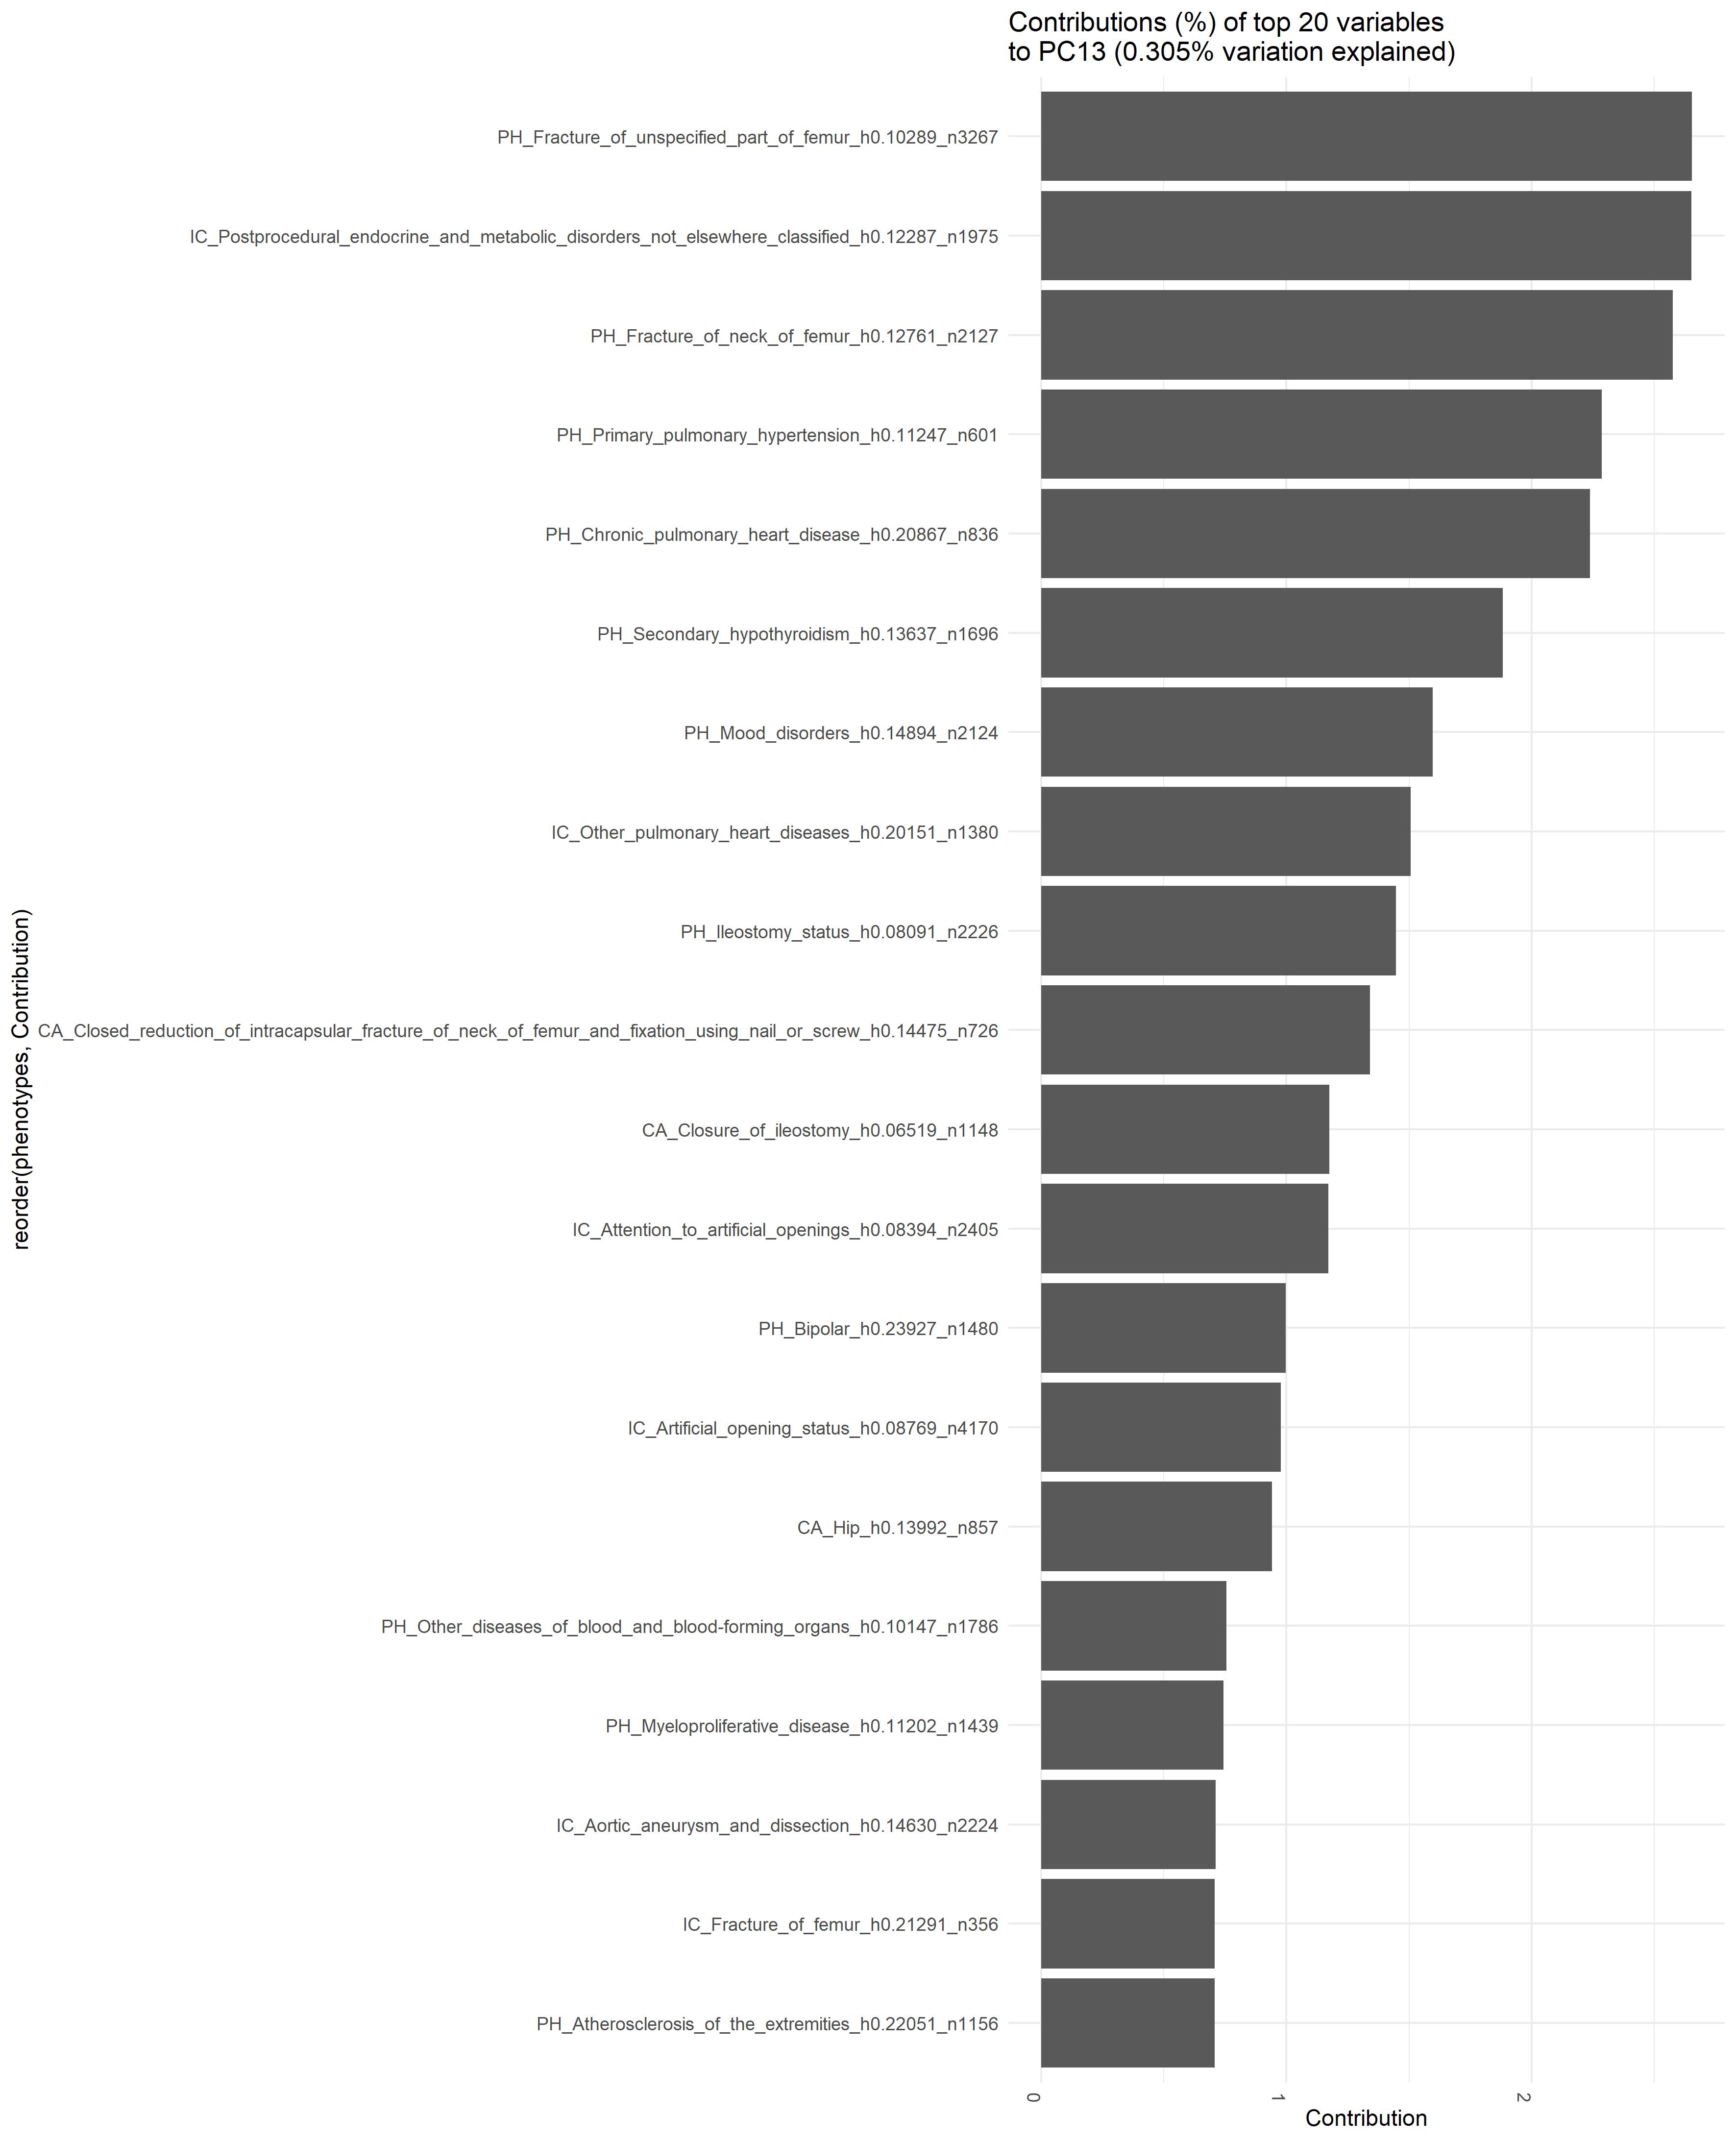 Contributions (%) of top 20 variables
to PC13 (0.305% variation explained)
PH_Fracture_of_unspecified_part_of_femur_h0.10289_n3267
IC_Postprocedural_endocrine_and_metabolic_disorders_not_elsewhere_classified_h0.12287_n1975
PH_Fracture_of_neck_of_femur_h0.12761_n2127
PH_Primary_pulmonary_hypertension_h0.11247_n601
PH_Chronic_pulmonary_heart_disease_h0.20867_n836
PH_Secondary_hypothyroidism_h0.13637_n1696
PH_Mood_disorders_h0.14894_n2124
IC_Other_pulmonary_heart_diseases_h0.20151_n1380
PH_Ileostomy_status_h0.08091_n2226
CA_Closed_reduction_of_intracapsular_fracture_of_neck_of_femur_and_fixation_using_nail_or_screw_h0.14475_n726
CA_Closure_of_ileostomy_h0.06519_n1148
IC_Attention_to_artificial_openings_h0.08394_n2405
PH_Bipolar_h0.23927_n1480
IC_Artificial_opening_status_h0.08769_n4170
CA_Hip_h0.13992_n857
PH_Other_diseases_of_blood_and_blood-forming_organs_h0.10147_n1786
PH_Myeloproliferative_disease_h0.11202_n1439
IC_Aortic_aneurysm_and_dissection_h0.14630_n2224
IC_Fracture_of_femur_h0.21291_n356
PH_Atherosclerosis_of_the_extremities_h0.22051_n1156
reorder(phenotypes, Contribution)
0 1 2
Contribution